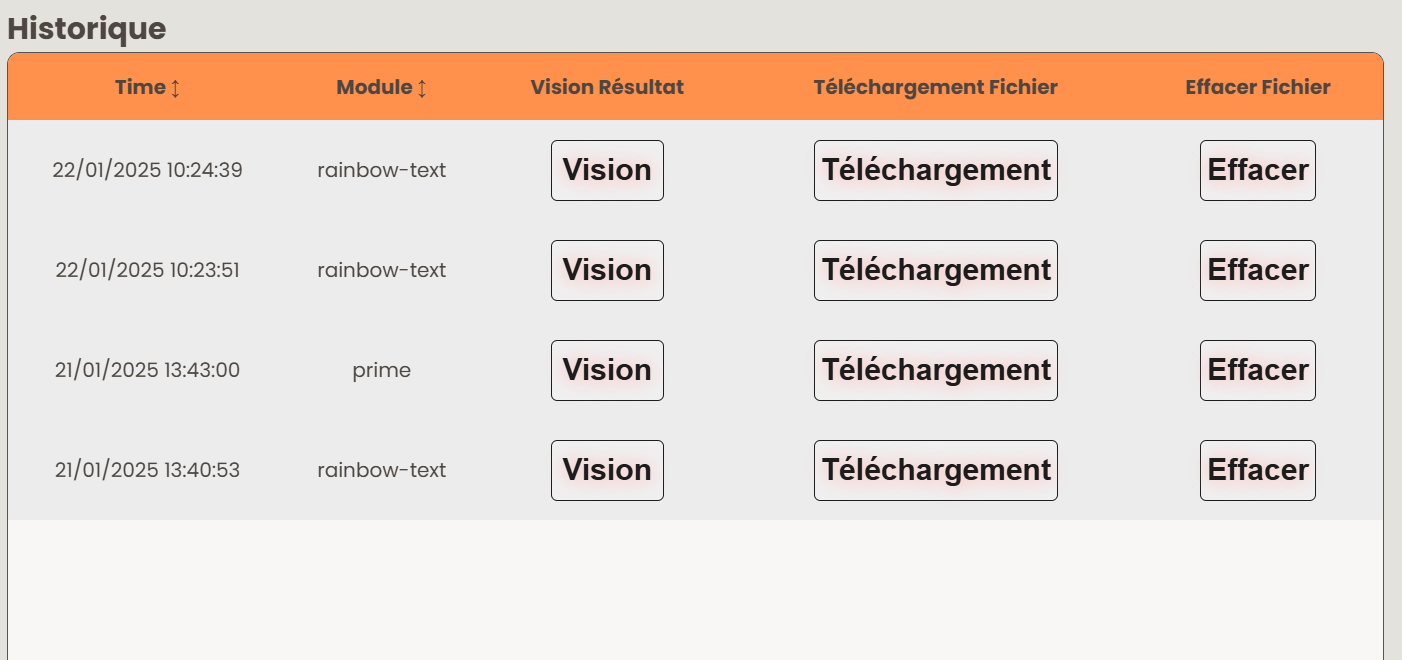 Historique
Time ↕ Module ↕ Vision Résultat Téléchargement Fichier Effacer Fichier
22/01/2025 10:24:39 rainbow-text Vision Téléchargement Effacer
22/01/2025 10:23:51 rainbow-text Vision Téléchargement Effacer
21/01/2025 13:43:00 prime Vision Téléchargement Effacer
21/01/2025 13:40:53 rainbow-text Vision Téléchargement Effacer